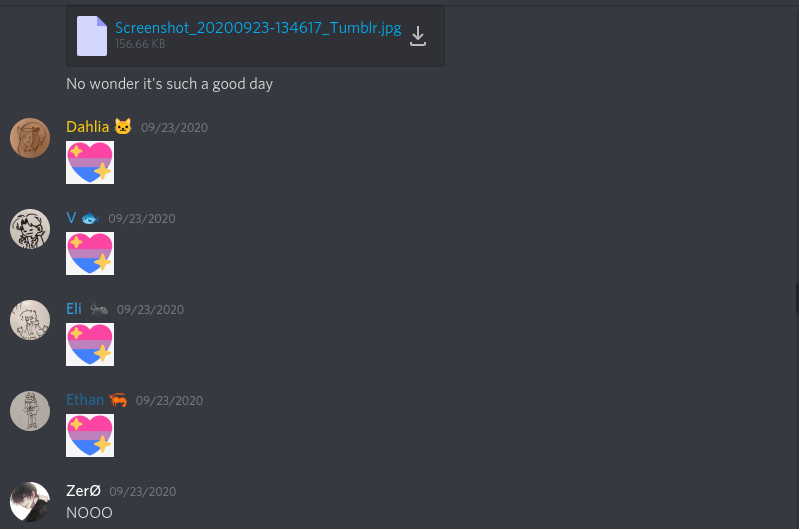 Screenshot_20200923-134617_Tumblr.jpg
156.66 KB
No wonder it's such a good day
Dahlia 🐱 09/23/2020
V 🐟 09/23/2020
Eli 🐜 09/23/2020
Ethan 🦐 09/23/2020
ZerØ 09/23/2020
NOOO